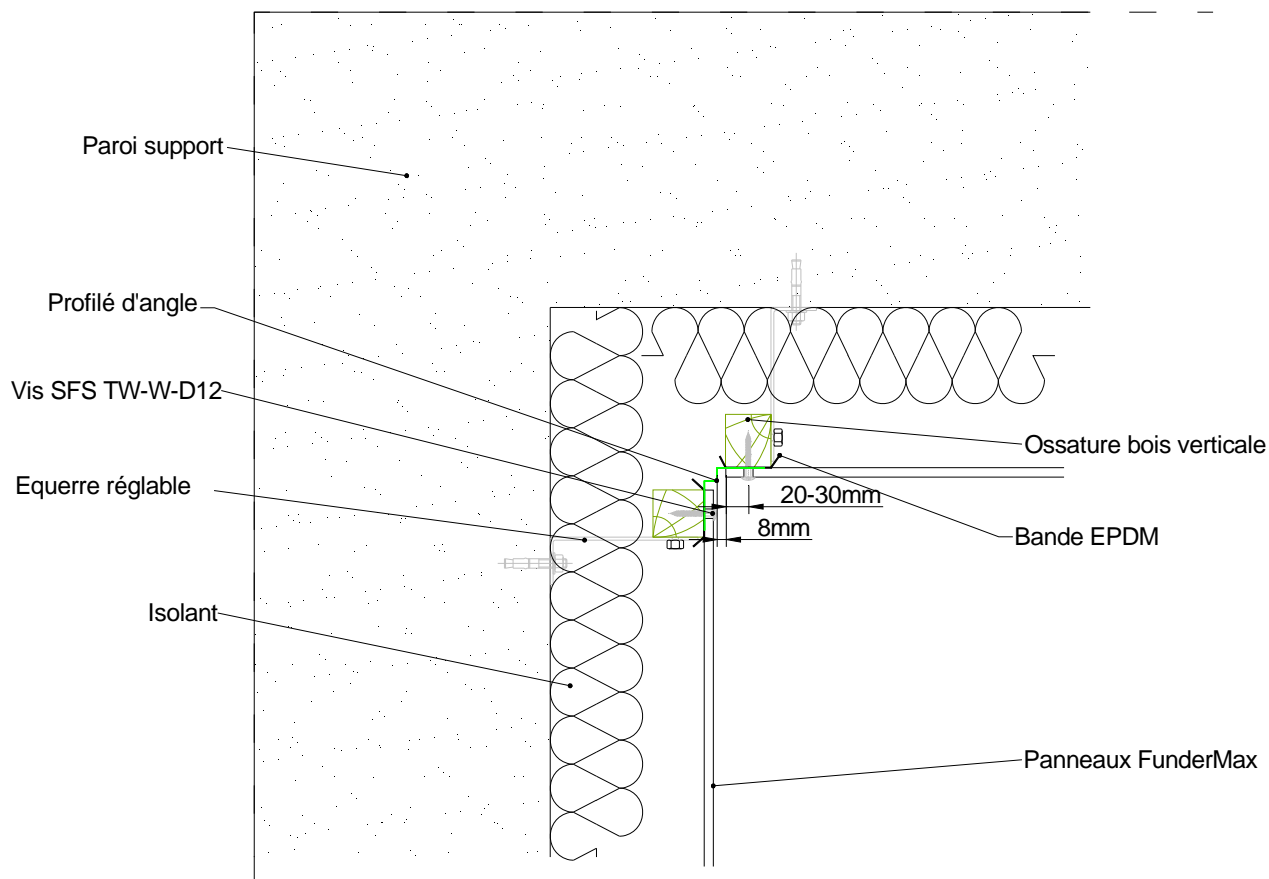 Paroi support
Profilé d'angle
Vis SFS TW-W-D12
Ossature bois verticale
Equerre réglable
20-30mm
8mm
Bande EPDM
Isolant
Panneaux FunderMax